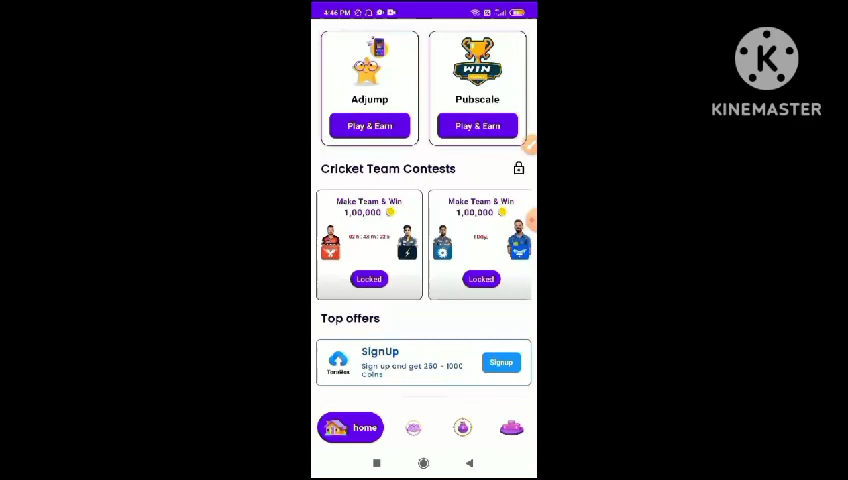 4:46 PM
KINEMASTER
WIN
Adjump
Pubscale
Play & Earn
Play & Earn
Cricket Team Contests
Make Team & Win
1,00,000
Make Team & Win
1,00,000
Locked
Locked
Top offers
SignUp
Sign up and get 250 - 1000
Coins
TeraBox
Signup
home